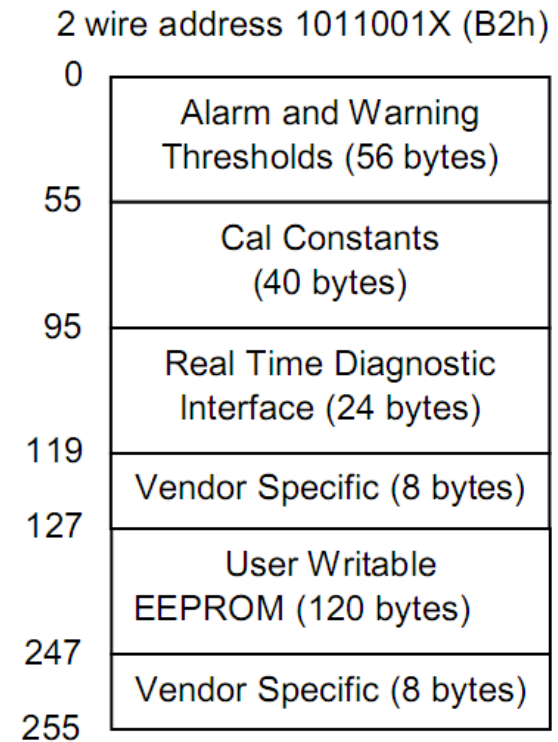 2 wire address 1011001X (B2h)
0
Alarm and Warning
Thresholds (56 bytes)
55
Cal Constants
(40 bytes)
95
Real Time Diagnostic
Interface (24 bytes)
119
Vendor Specific (8 bytes)
127
User Writable
EEPROM (120 bytes)
247
Vendor Specific (8 bytes)
255